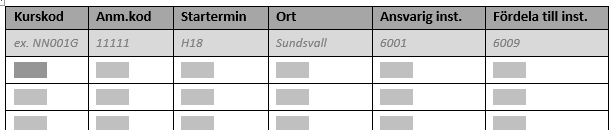 Kurskod Anm.kod Startermin Ort Ansvarig inst. Fördela till inst.
ex. NN001G 11111 H18 Sundsvall 6001 6009